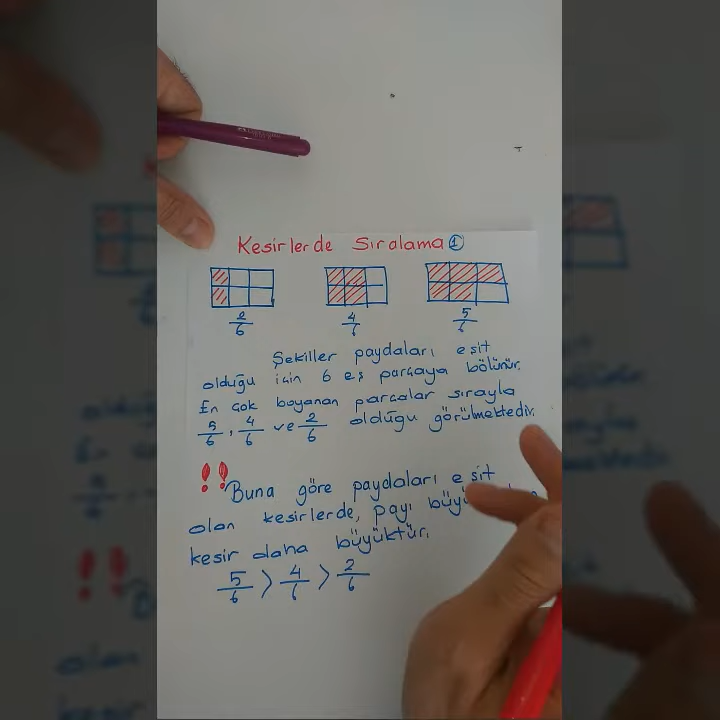 Kesirlerde Sıralama 1
2/6 4/6 5/6
Şekiller paydaları eşit
olduğu için 6 eş parçaya bölünür.
En çok boyanan parçalar sırayla
5/6, 4/6 ve 2/6 olduğu görülmektedir.
!! Buna göre paydaları eşit
olan kesirlerde, payı
kesir daha büyüktür.
5/6 > 4/6 > 2/6